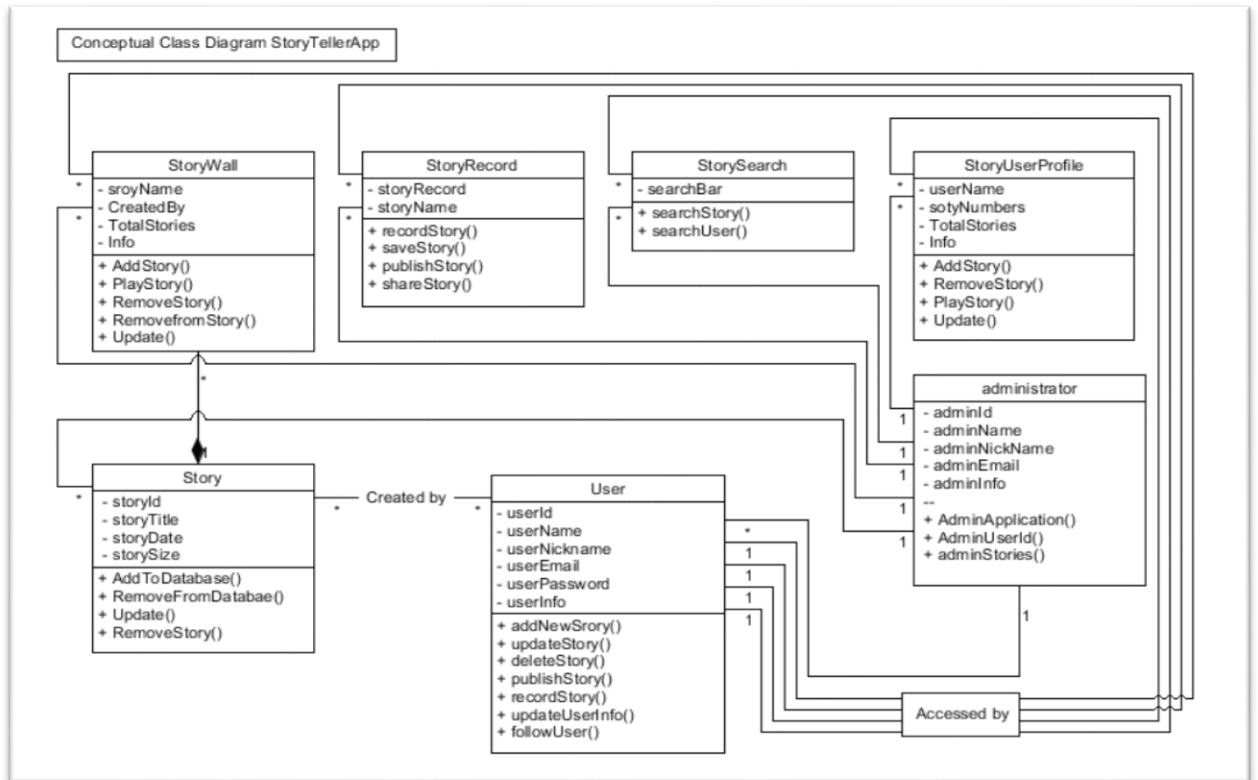 Conceptual Class Diagram StoryTellerApp
StoryWall
- sroyName
- CreatedBy
- TotalStories
- Info
+ AddStory()
+ PlayStory()
+ RemoveStory()
+ RemovefromStory()
+ Update()
StoryRecord
- storyRecord
- storyName
+ recordStory()
+ saveStory()
+ publishStory()
+ shareStory()
StorySearch
- searchBar
+ searchStory()
+ searchUser()
StoryUserProfile
- userName
- sotyNumbers
- TotalStories
- Info
+ AddStory()
+ RemoveStory()
+ PlayStory()
+ Update()
*
*
*
*
*
*
*
*
*
administrator
- adminId
- adminName
- adminNickName
- adminEmail
- adminInfo
--
+ AdminApplication()
+ AdminUserId()
+ adminStories()
1
1
1
1
1
1
Story
- storyId
- storyTitle
- storyDate
- storySize
+ AddToDatabase()
+ RemoveFromDatabae()
+ Update()
+ RemoveStory()
*
* Created by *
User
- userId
- userName
- userNickname
- userEmail
- userPassword
- userInfo
+ addNewSrory()
+ updateStory()
+ deleteStory()
+ publishStory()
+ recordStory()
+ updateUserInfo()
+ followUser()
*
1
1
1
1
Accessed by